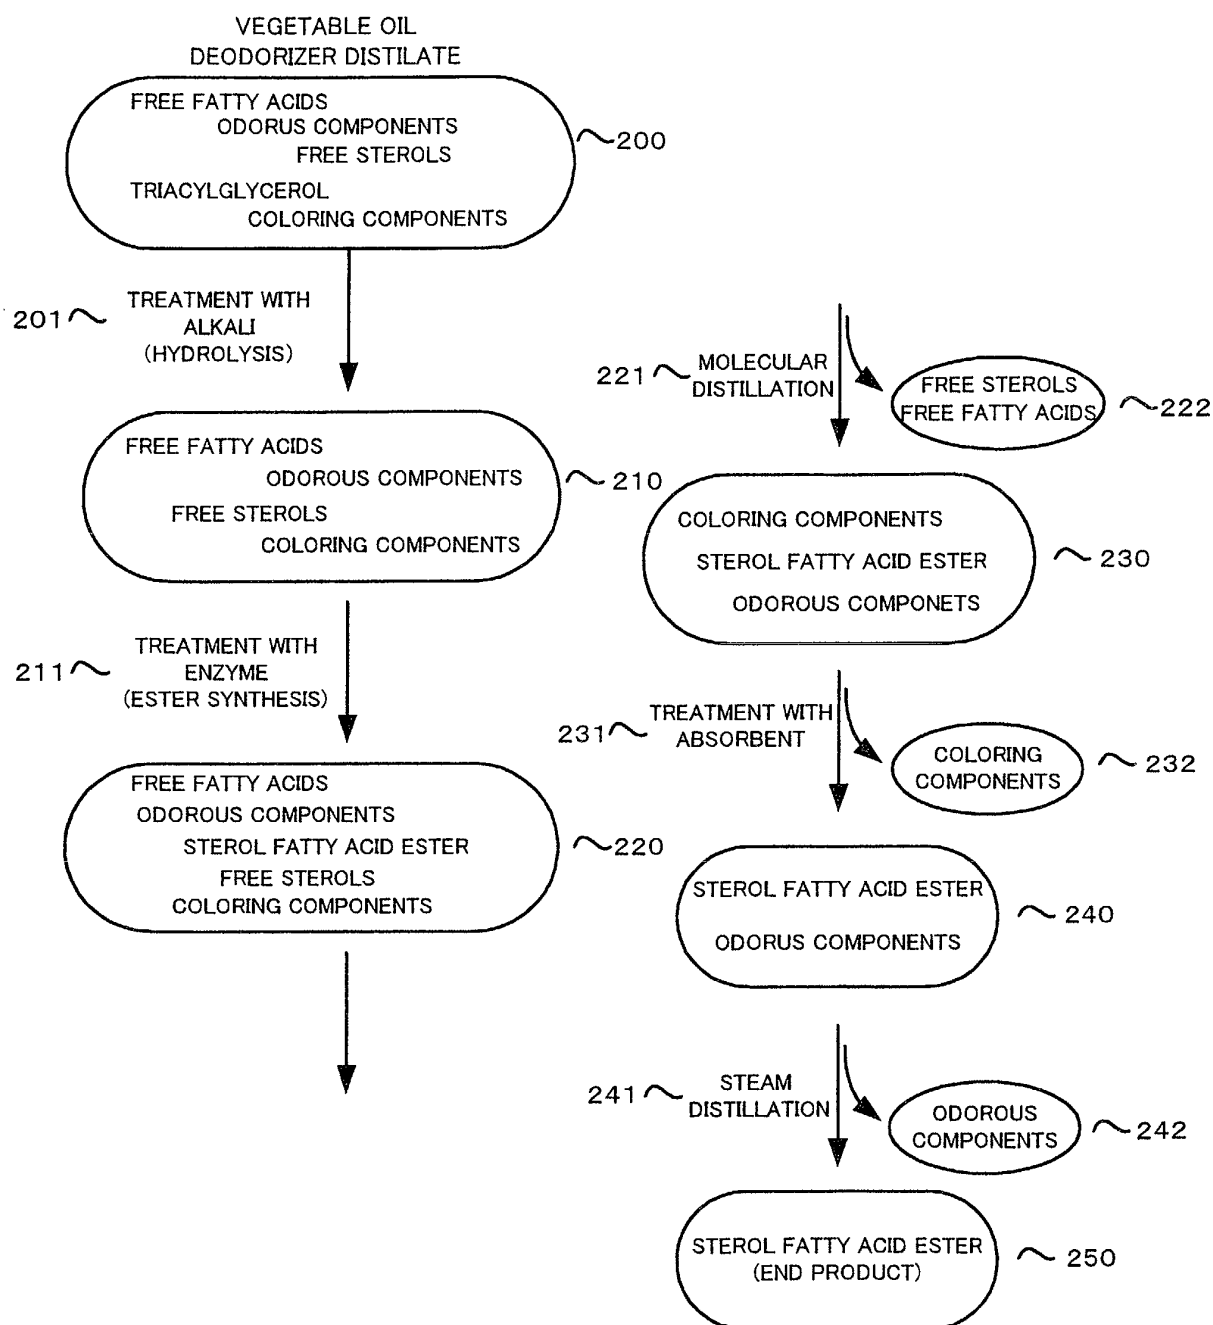 VEGETABLE OIL
DEODORIZER DISTILATE
FREE FATTY ACIDS
ODORUS COMPONENTS
FREE STEROLS
TRIACYLGLYCEROL
COLORING COMPONENTS
200
201
TREATMENT WITH
ALKALI
(HYDROLYSIS)
FREE FATTY ACIDS
ODOROUS COMPONENTS
FREE STEROLS
COLORING COMPONENTS
210
211
TREATMENT WITH
ENZYME
(ESTER SYNTHESIS)
FREE FATTY ACIDS
ODOROUS COMPONENTS
STEROL FATTY ACID ESTER
FREE STEROLS
COLORING COMPONENTS
220
221
MOLECULAR
DISTILLATION
FREE STEROLS
FREE FATTY ACIDS
222
COLORING COMPONENTS
STEROL FATTY ACID ESTER
ODOROUS COMPONETS
230
231
TREATMENT WITH
ABSORBENT
COLORING
COMPONENTS
232
STEROL FATTY ACID ESTER
ODORUS COMPONENTS
240
241
STEAM
DISTILLATION
ODOROUS
COMPONENTS
242
STEROL FATTY ACID ESTER
(END PRODUCT)
250